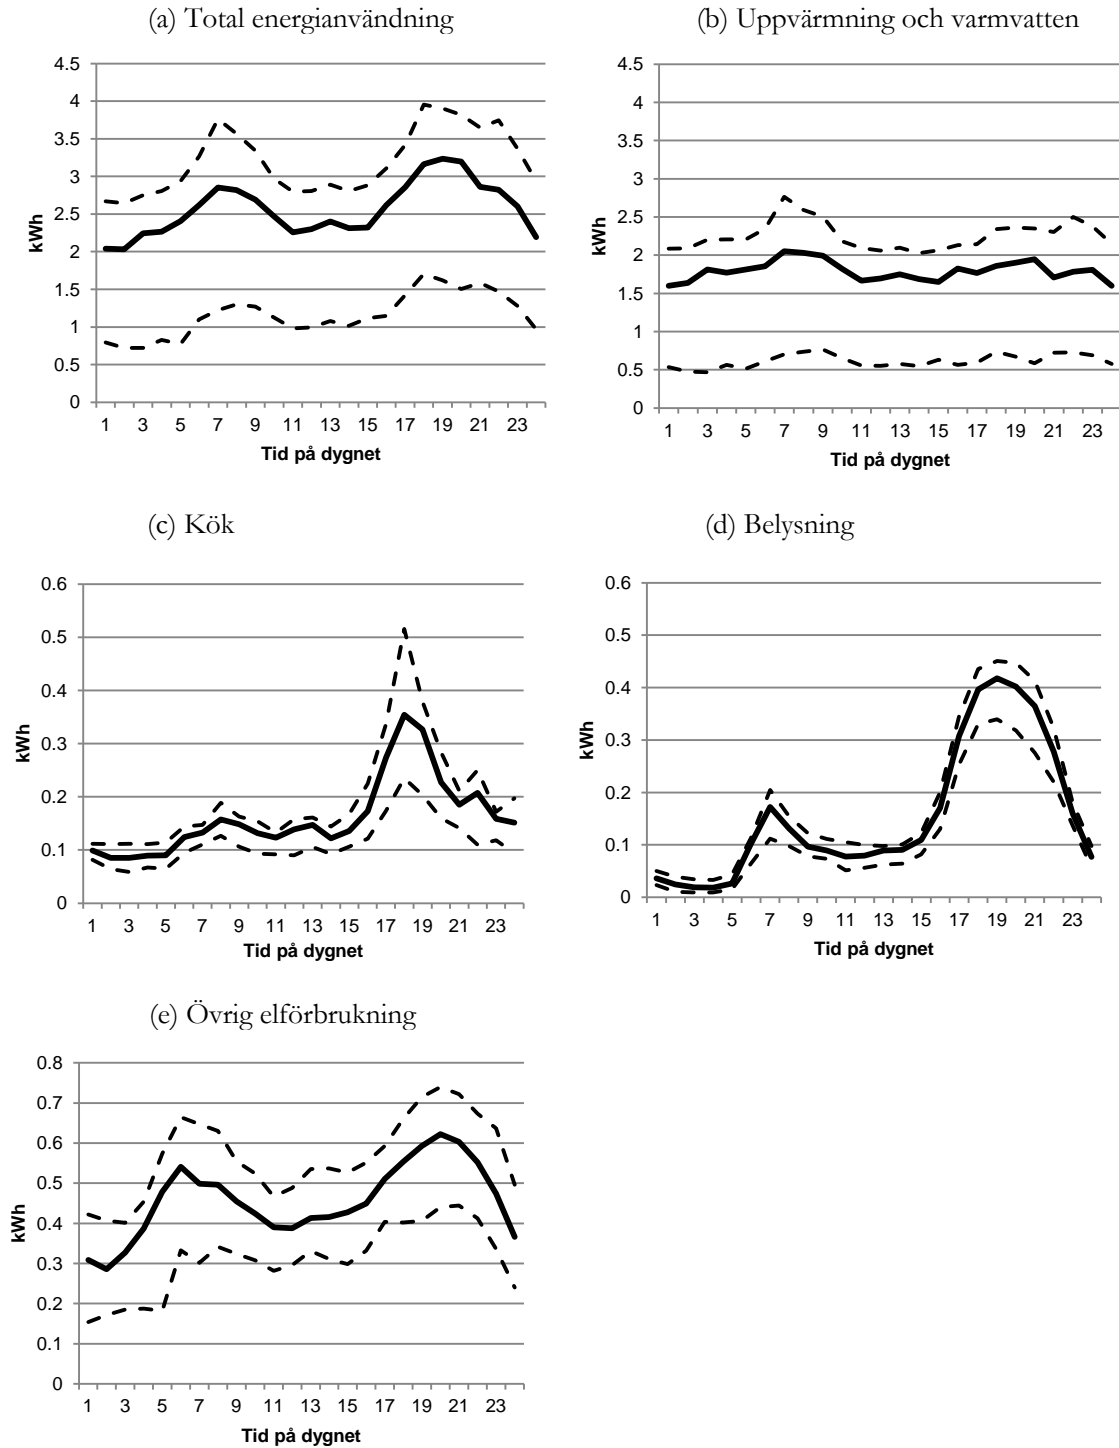 (a) Total energianvändning
4.5
4
3.5
3
2.5
2
1.5
1
0.5
0
kWh
1 3 5 7 9 11 13 15 17 19 21 23
Tid på dygnet
(b) Uppvärmning och varmvatten
4.5
4
3.5
3
2.5
2
1.5
1
0.5
0
kWh
1 3 5 7 9 11 13 15 17 19 21 23
Tid på dygnet
(c) Kök
0.6
0.5
0.4
0.3
0.2
0.1
0
kWh
1 3 5 7 9 11 13 15 17 19 21 23
Tid på dygnet
(d) Belysning
0.6
0.5
0.4
0.3
0.2
0.1
0
kWh
1 3 5 7 9 11 13 15 17 19 21 23
Tid på dygnet
(e) Övrig elförbrukning
0.8
0.7
0.6
0.5
0.4
0.3
0.2
0.1
0
kWh
1 3 5 7 9 11 13 15 17 19 21 23
Tid på dygnet